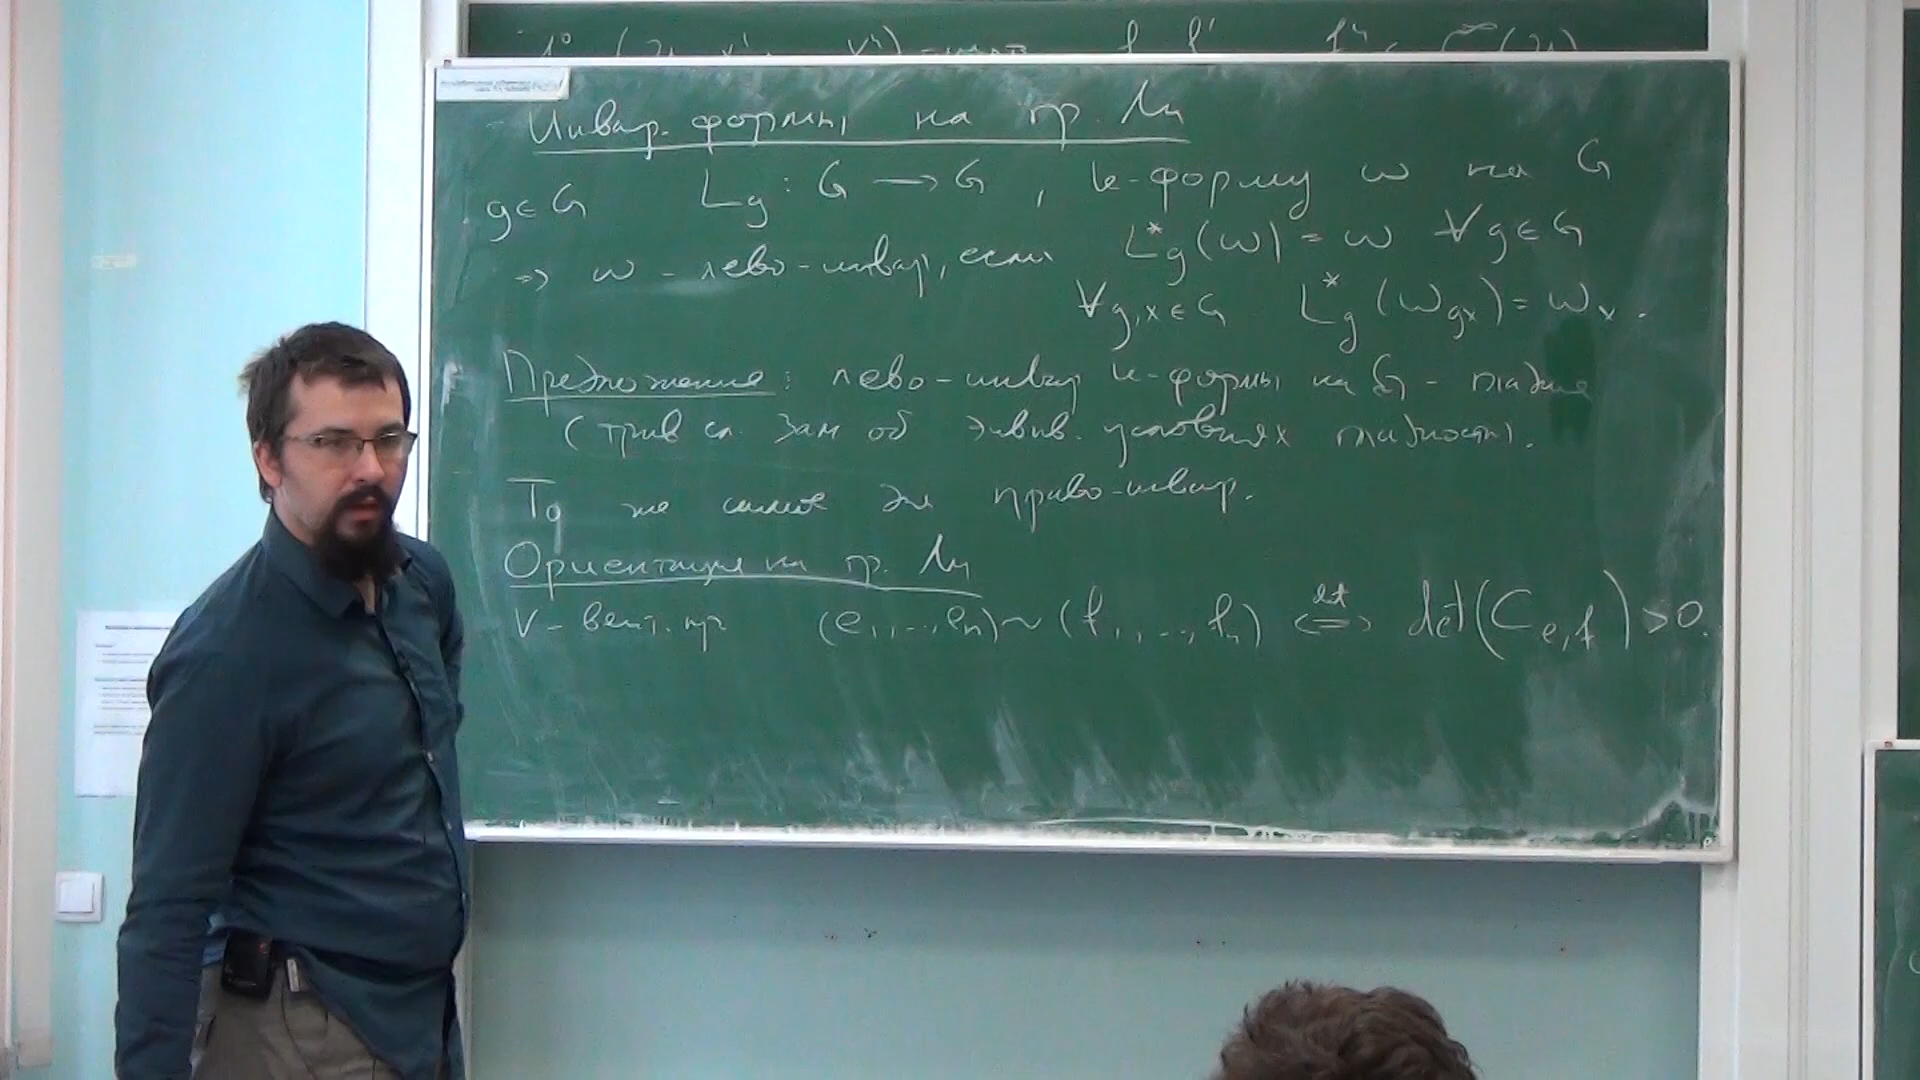 Инвар. формы на гр. Ли
g ∈ G L_g : G → G , k-форму ω на G
⇒ ω - лево-инвар, если L*_g (ω) = ω ∀ g ∈ G
∀ g,x ∈ G L*_g (ω_gx) = ω_x .
Предложение: лево-инвар k-формы на G - гладкие
(трив сл. Зам об эквив. условиях гладкости).
То же самое для право-инвар.
Ориентация на гр. Ли
V - вект. пр (e_1, ..., e_n) ~ (f_1, ..., f_n) ⇔ det (C_e,f) > 0.